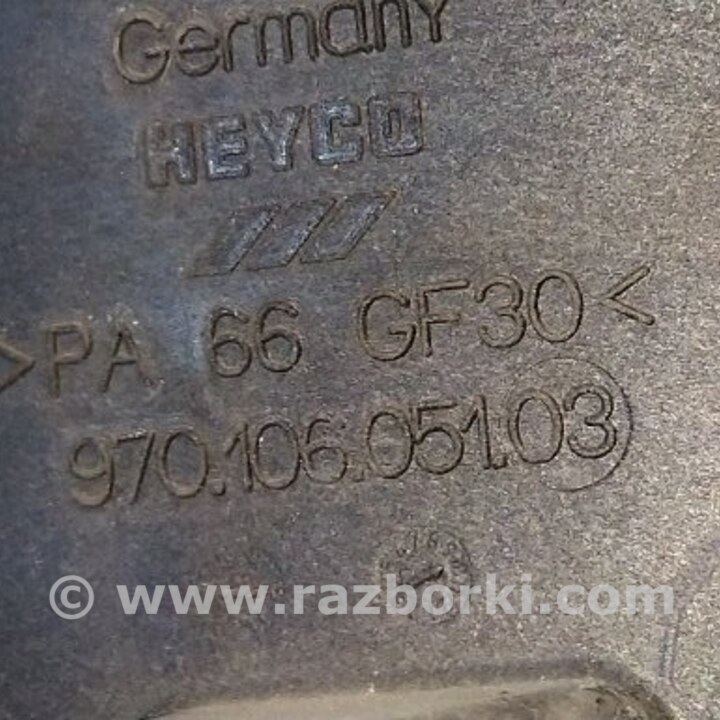 Germany
HEYCO
>PA 66 GF30<
970.106.051.03
© www.razborki.com